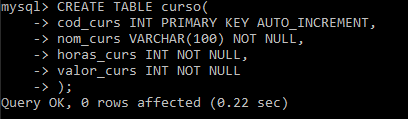 mysql> CREATE TABLE curso(
    -> cod_curs INT PRIMARY KEY AUTO_INCREMENT,
    -> nom_curs VARCHAR(100) NOT NULL,
    -> horas_curs INT NOT NULL,
    -> valor_curs INT NOT NULL
    -> );
Query OK, 0 rows affected (0.22 sec)